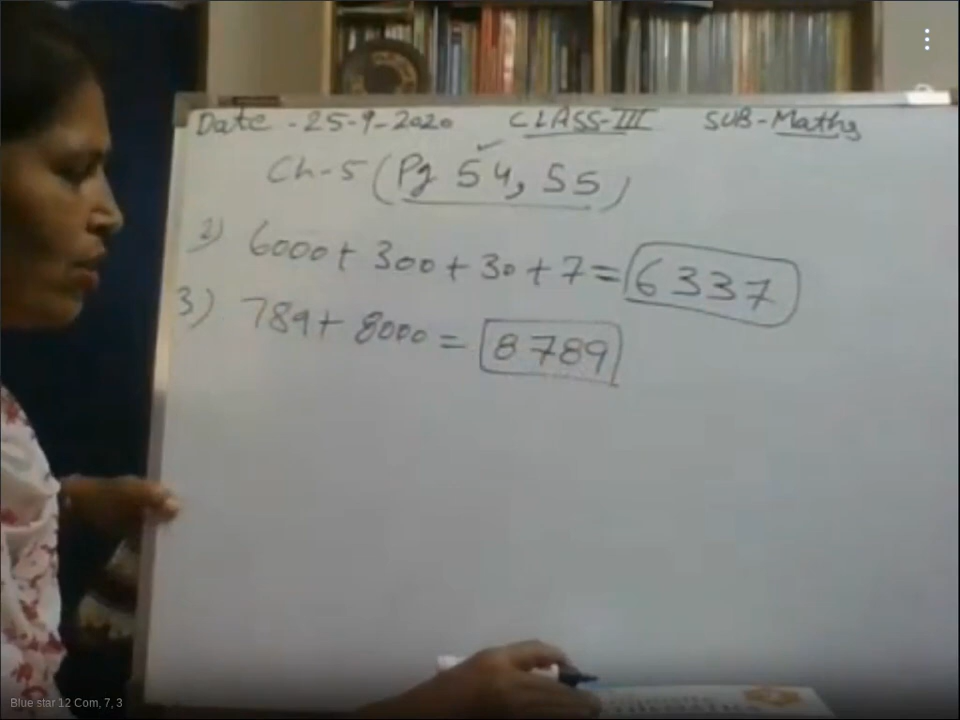 Date - 25-9-2020 CLASS-III SUB-Maths
Ch-5 (Pg 54, 55)
2) 6000+ 300 + 30 + 7 = 6337
3) 789+ 8000 = 8789
Blue star 12 Com, 7, 3